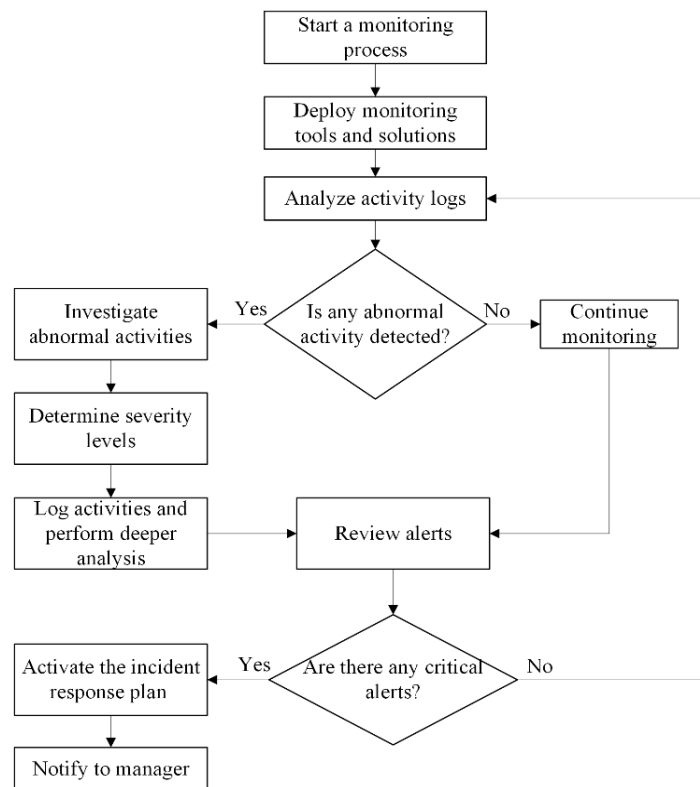 Start a monitoring
process
Deploy monitoring
tools and solutions
Analyze activity logs
Is any abnormal
activity detected?
Yes
No
Investigate
abnormal activities
Continue
monitoring
Determine severity
levels
Log activities and
perform deeper
analysis
Review alerts
Are there any critical
alerts?
Yes
No
Activate the incident
response plan
Notify to manager